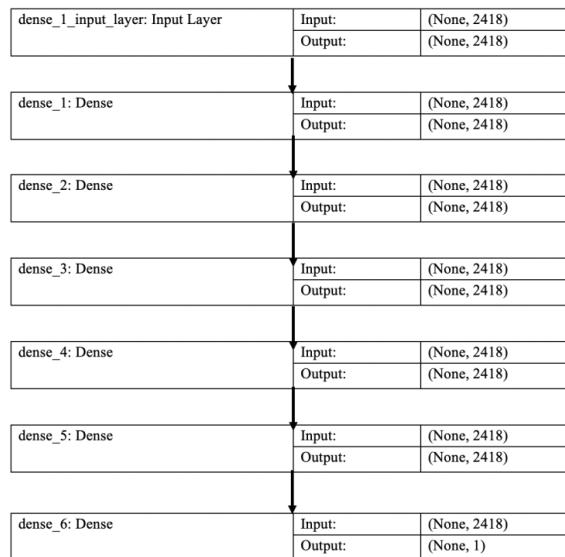 dense_1_input_layer: Input Layer Input: (None, 2418)
Output: (None, 2418)
dense_1: Dense Input: (None, 2418)
Output: (None, 2418)
dense_2: Dense Input: (None, 2418)
Output: (None, 2418)
dense_3: Dense Input: (None, 2418)
Output: (None, 2418)
dense_4: Dense Input: (None, 2418)
Output: (None, 2418)
dense_5: Dense Input: (None, 2418)
Output: (None, 2418)
dense_6: Dense Input: (None, 2418)
Output: (None, 1)